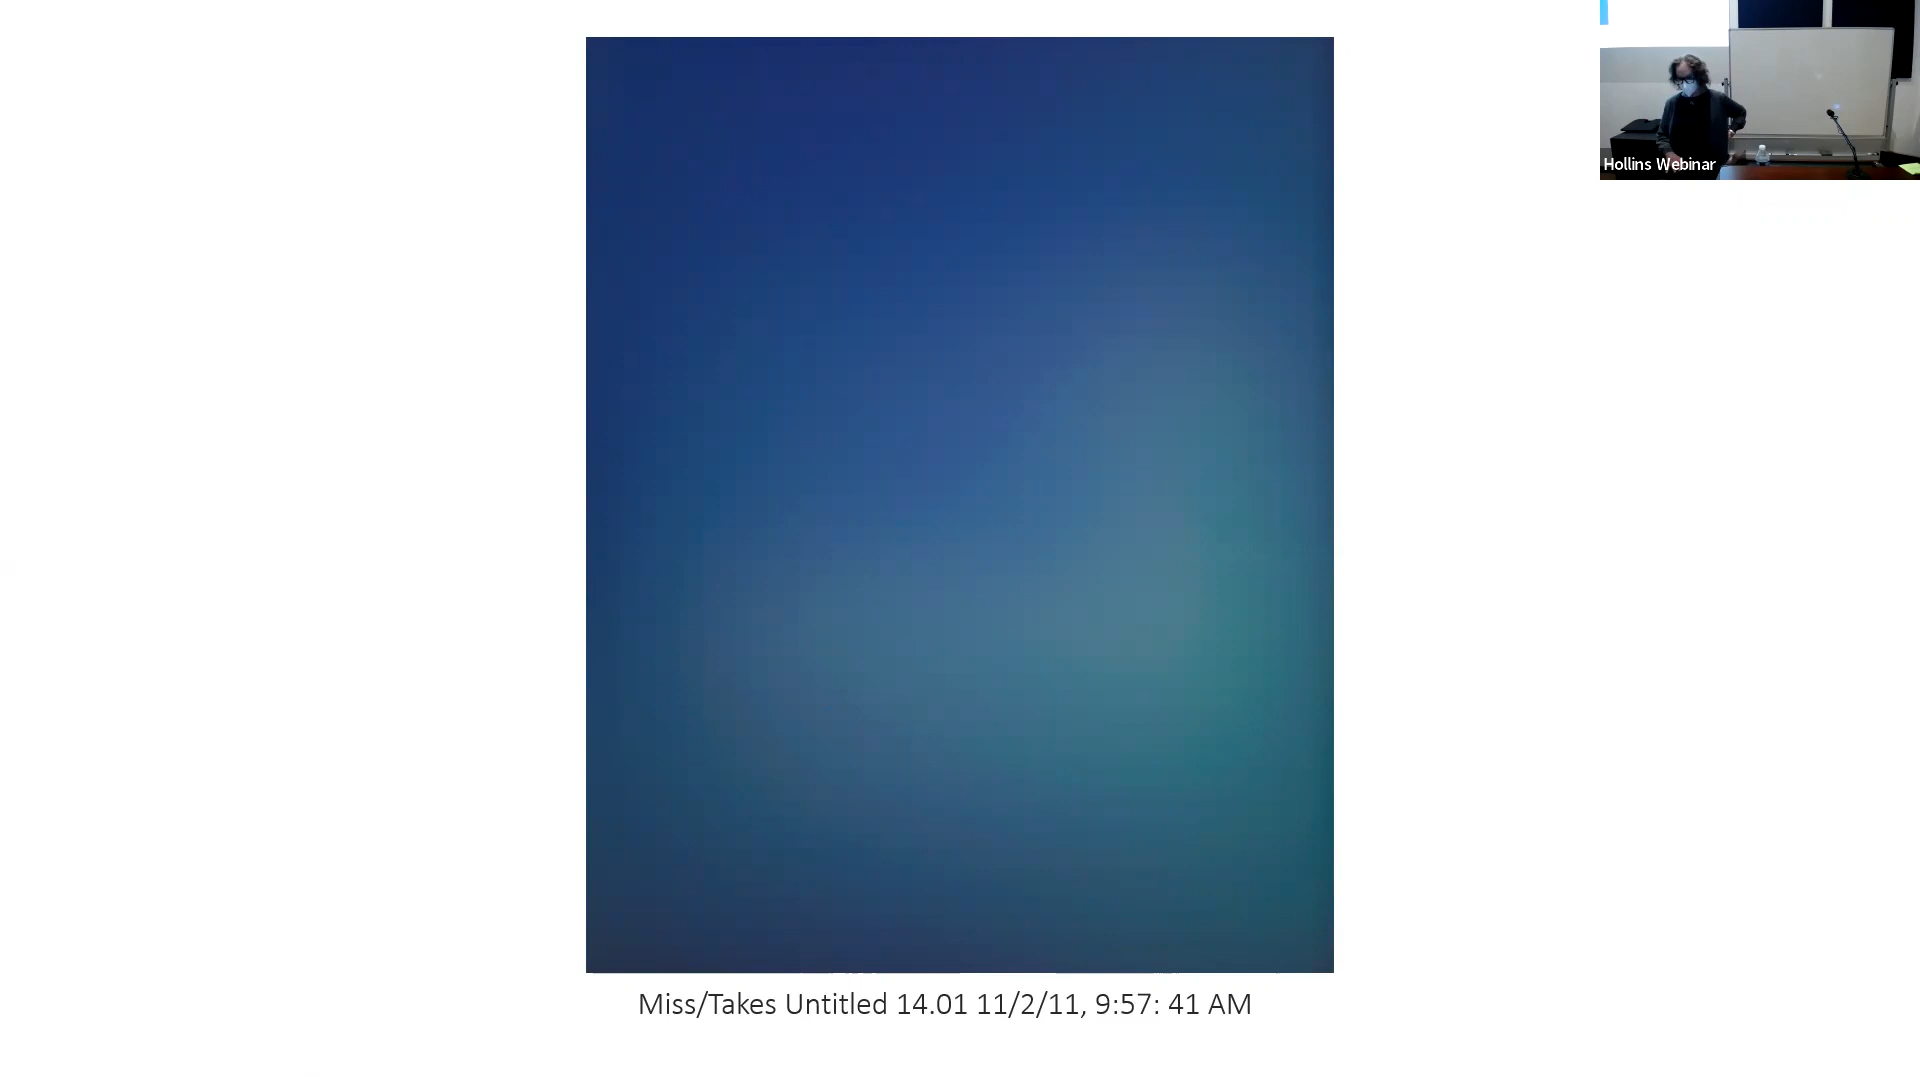 Hollins Webinar
Miss/Takes Untitled 14.01 11/2/11, 9:57: 41 AM